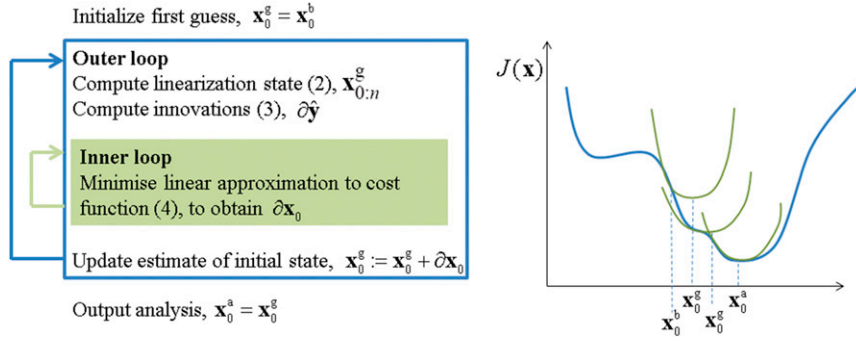 Initialize first guess, x₀ᵍ = x₀ᵇ
Outer loop
Compute linearization state (2), x₀:ₙᵍ
Compute innovations (3), ∂ŷ
Inner loop
Minimise linear approximation to cost
function (4), to obtain ∂x₀
Update estimate of initial state, x₀ᵍ := x₀ᵍ + ∂x₀
Output analysis, x₀ᵃ = x₀ᵍ
J(x)
x₀ᵇ x₀ᵍ x₀ᵍ x₀ᵃ